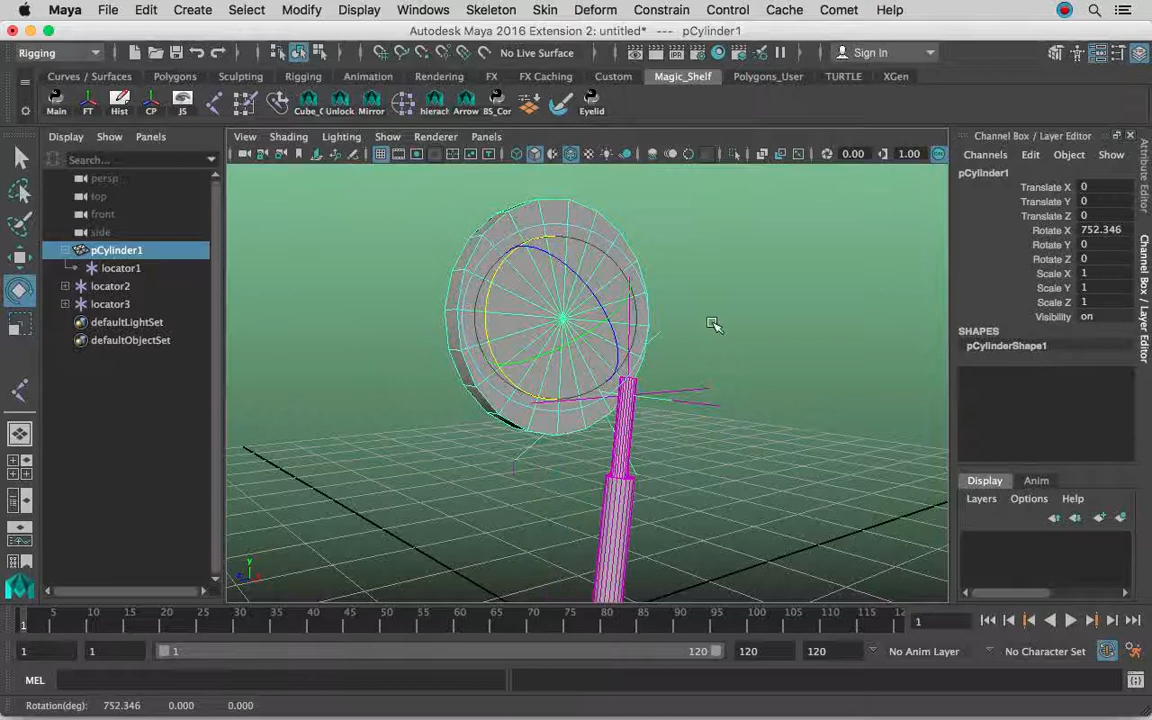 Maya File Edit Create Select Modify Display Windows Skeleton Skin Deform Constrain Control Cache Comet Help
Autodesk Maya 2016 Extension 2: untitled* --- pCylinder1
Rigging No Live Surface Sign In
Curves / Surfaces Polygons Sculpting Rigging Animation Rendering FX FX Caching Custom Magic_Shelf Polygons_User TURTLE XGen
Main FT Hist CP JS Cube_C Unlock Mirror hierach Arrow BS_Cor Eyelid
Display Show Panels
View Shading Lighting Show Renderer Panels
Channel Box / Layer Editor
Search...
0.00 1.00
Channels Edit Object Show
persp
top
front
side
pCylinder1
locator1
locator2
locator3
defaultLightSet
defaultObjectSet
pCylinder1
Translate X 0
Translate Y 0
Translate Z 0
Rotate X 752.346
Rotate Y 0
Rotate Z 0
Scale X 1
Scale Y 1
Scale Z 1
Visibility on
SHAPES
pCylinderShape1
Attribute Editor
Channel Box / Layer Editor
Display Anim
Layers Options Help
y
1 5 10 15 20 25 30 35 40 45 50 55 60 65 70 75 80 85 90 95 100 105 110 115 12
1
1 1 1 120 120 120 No Anim Layer No Character Set
MEL
Rotation(deg): 752.346 0.000 0.000